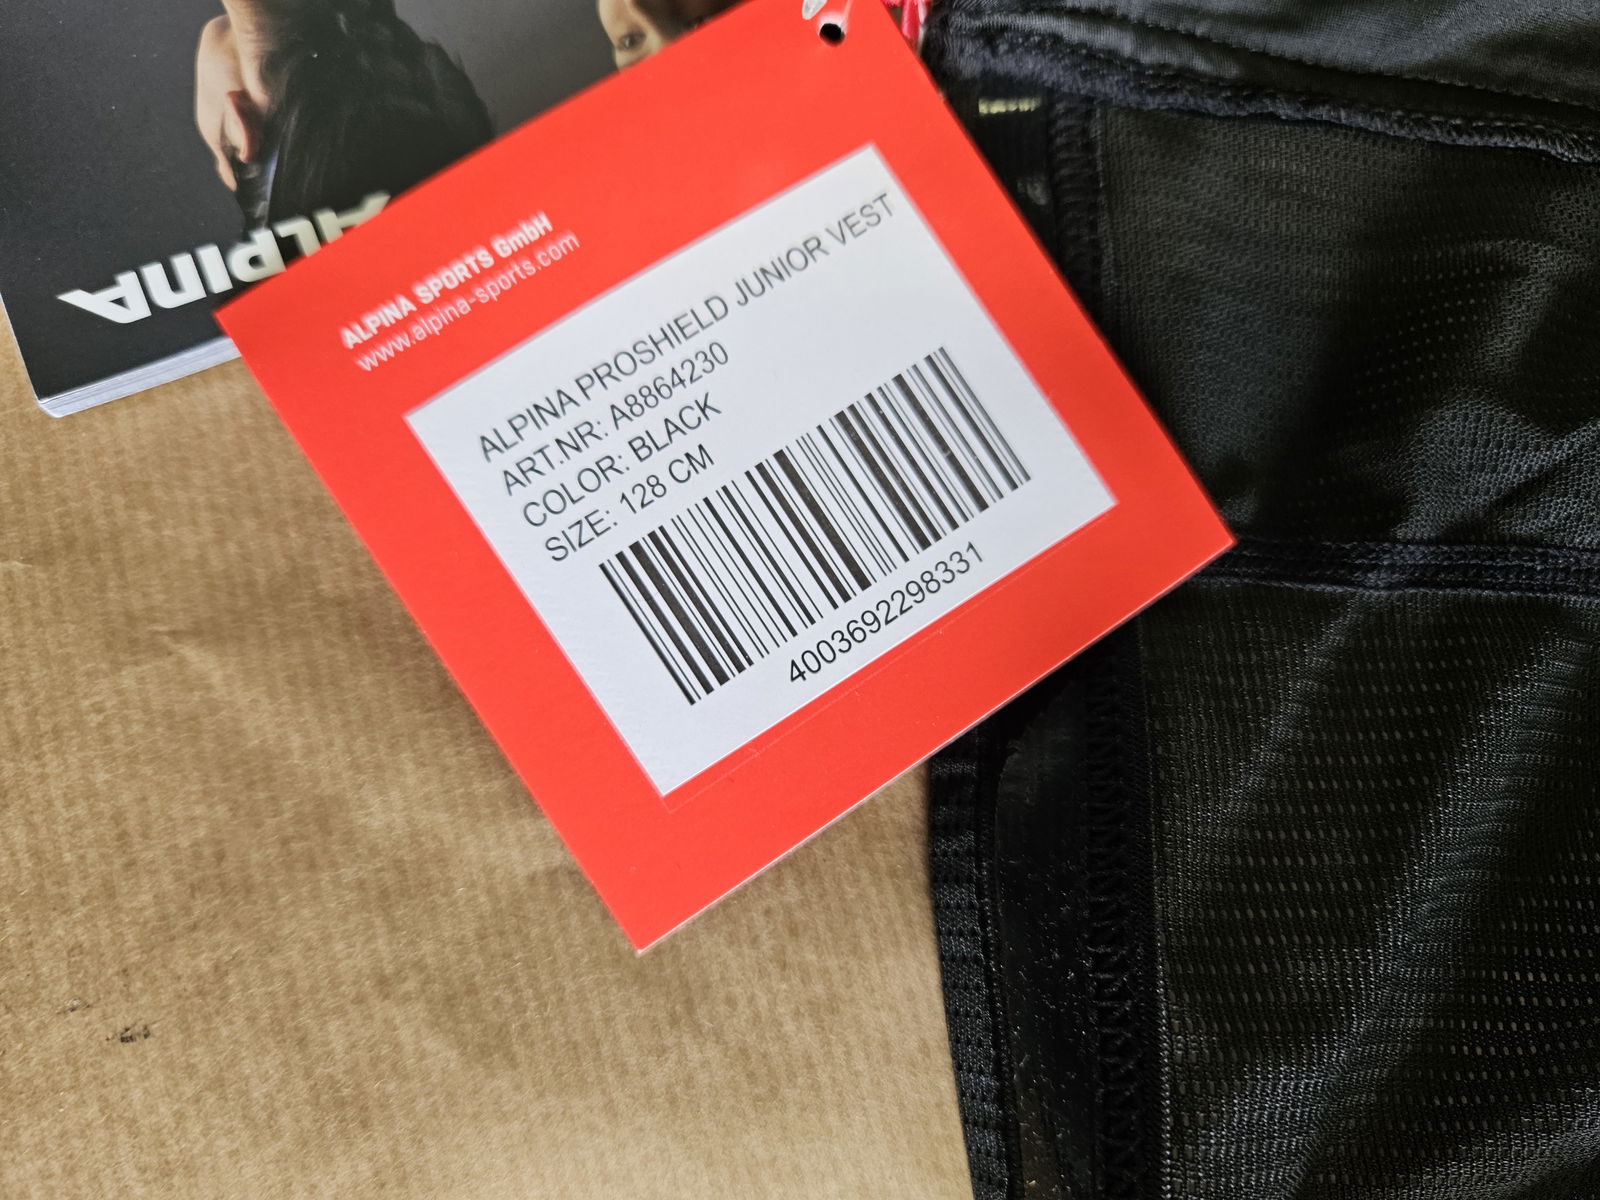 ALPINA
ALPINA SPORTS GmbH
www.alpina-sports.com
ALPINA PROSHIELD JUNIOR VEST
ART.NR: A8864230
COLOR: BLACK
SIZE: 128 CM
4003692298331